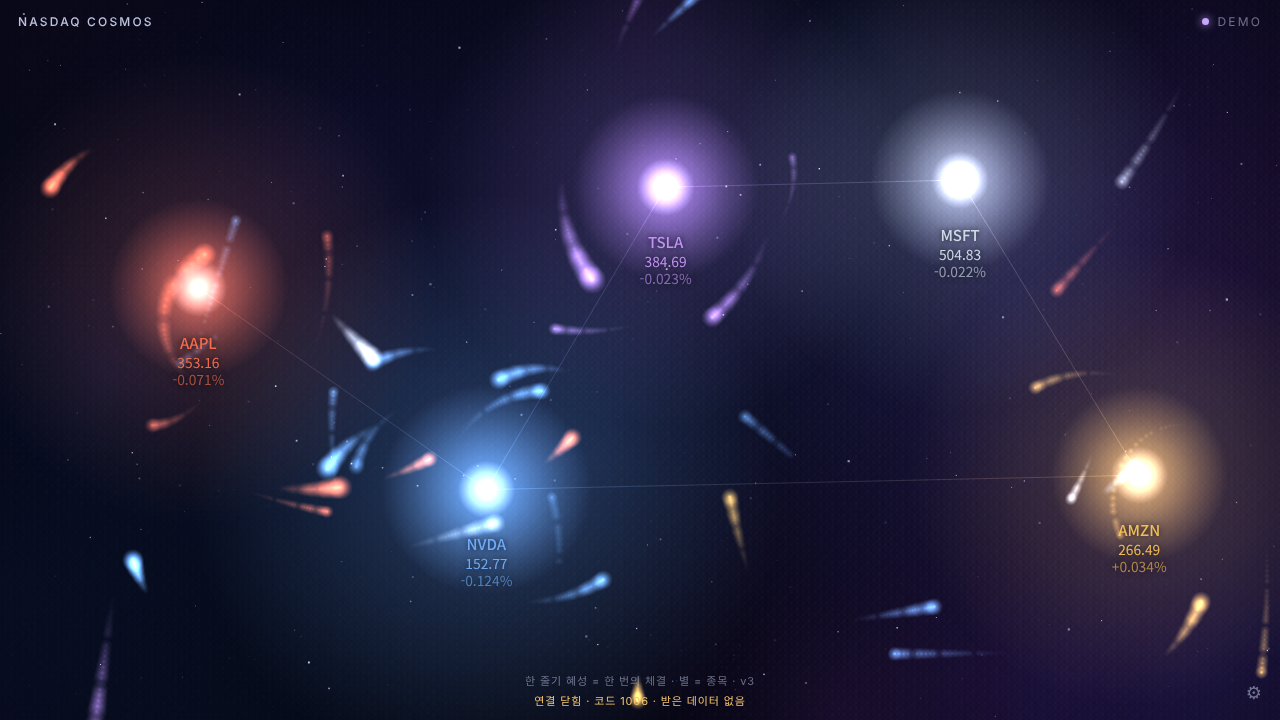 NASDAQ COSMOS
DEMO
TSLA
384.69
-0.023%
MSFT
504.83
-0.022%
AAPL
353.16
-0.071%
NVDA
152.77
-0.124%
AMZN
266.49
+0.034%
한 줄기 혜성 = 한 번의 체결 · 별 = 종목 · v3
연결 닫힘 · 코드 1006 · 받은 데이터 없음